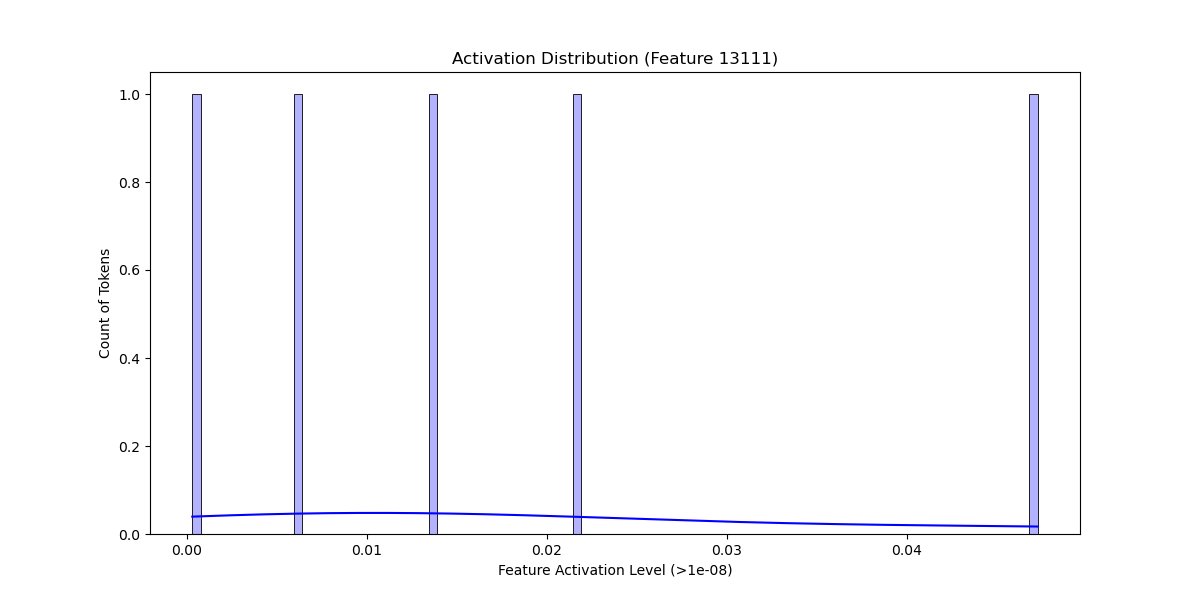 Activation Distribution (Feature 13111)
1.0
0.8
0.6
0.4
0.2
0.0
Count of Tokens
0.00 0.01 0.02 0.03 0.04
Feature Activation Level (>1e-08)